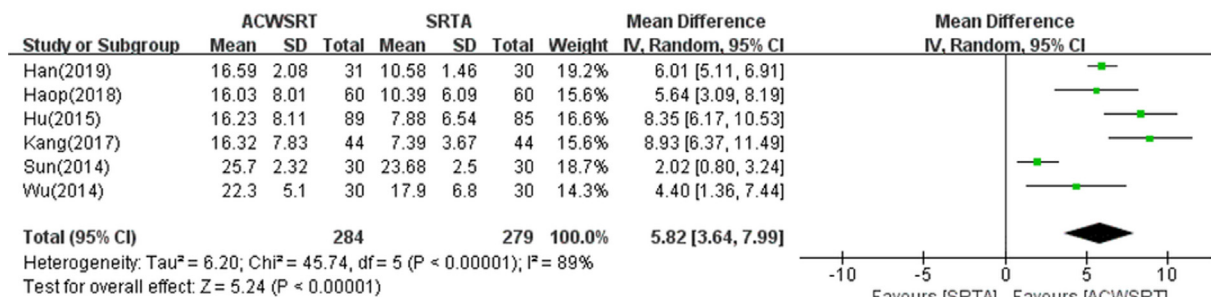 ACWSRT SRTA Mean Difference Mean Difference
Study or Subgroup Mean SD Total Mean SD Total Weight IV, Random, 95% CI IV, Random, 95% CI
Han(2019) 16.59 2.08 31 10.58 1.46 30 19.2% 6.01 [5.11, 6.91]
Haop(2018) 16.03 8.01 60 10.39 6.09 60 15.6% 5.64 [3.09, 8.19]
Hu(2015) 16.23 8.11 89 7.88 6.54 85 16.6% 8.35 [6.17, 10.53]
Kang(2017) 16.32 7.83 44 7.39 3.67 44 15.6% 8.93 [6.37, 11.49]
Sun(2014) 25.7 2.32 30 23.68 2.5 30 18.7% 2.02 [0.80, 3.24]
Wu(2014) 22.3 5.1 30 17.9 6.8 30 14.3% 4.40 [1.36, 7.44]
Total (95% CI) 284 279 100.0% 5.82 [3.64, 7.99]
Heterogeneity: Tau² = 6.20; Chi² = 45.74, df = 5 (P < 0.00001); I² = 89%
Test for overall effect: Z = 5.24 (P < 0.00001)
-10 -5 0 5 10
Favours [SRTA] Favours [ACWSRT]